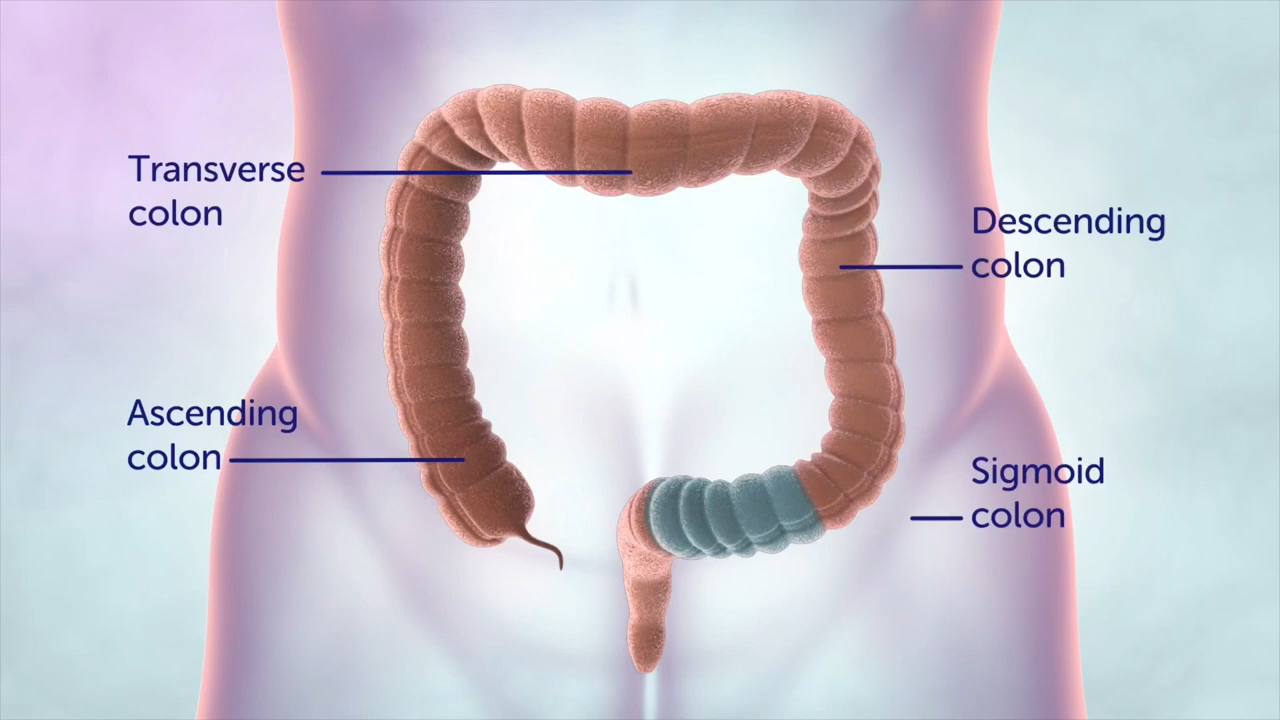 Transverse
colon
Descending
colon
Ascending
colon
Sigmoid
colon